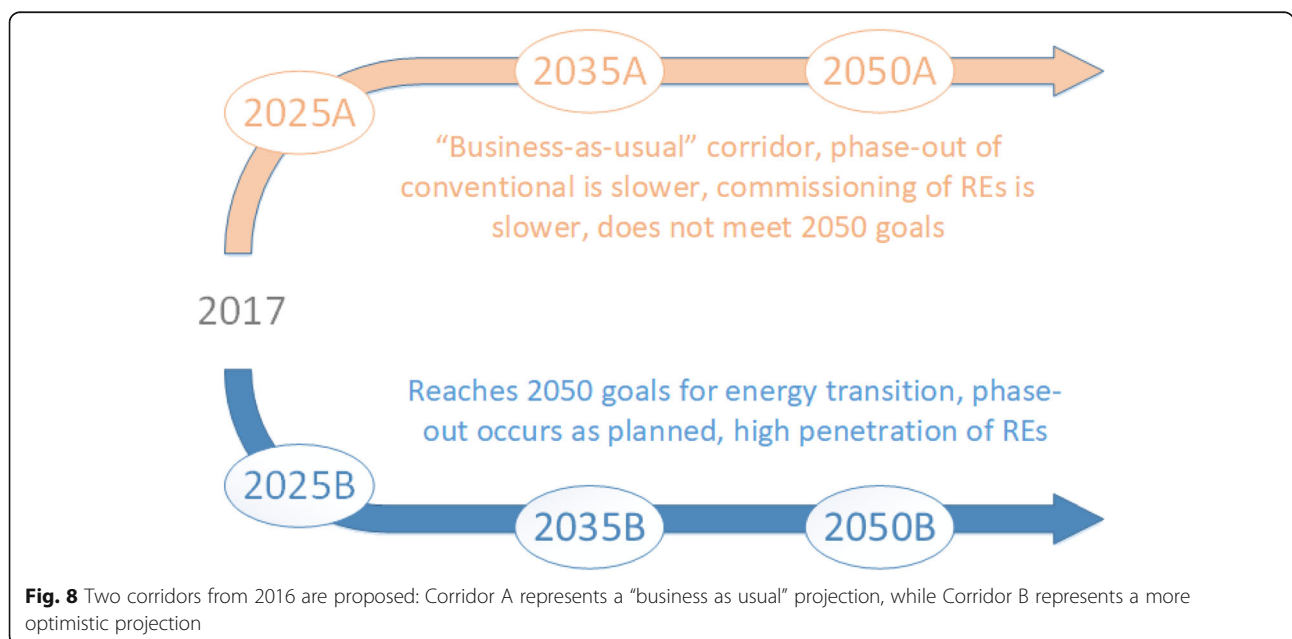 2025A
2035A
2050A
“Business-as-usual” corridor, phase-out of
conventional is slower, commissioning of REs is
slower, does not meet 2050 goals
2017
Reaches 2050 goals for energy transition, phase-
out occurs as planned, high penetration of REs
2025B
2035B
2050B
Fig. 8 Two corridors from 2016 are proposed: Corridor A represents a “business as usual” projection, while Corridor B represents a more
optimistic projection